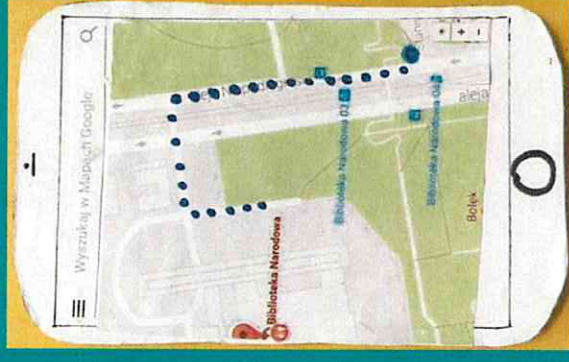 Wyszukaj w Mapach Google
Biblioteka Narodowa 03
Biblioteka Narodowa 04
aleja
Biblioteka Narodowa
Bolek